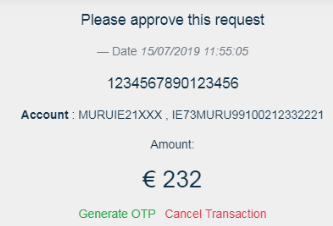 Please approve this request
— Date 15/07/2019 11:55:05
1234567890123456
Account : MURUIE21XXX , IE73MURU99100212332221
Amount:
€ 232
Generate OTP Cancel Transaction